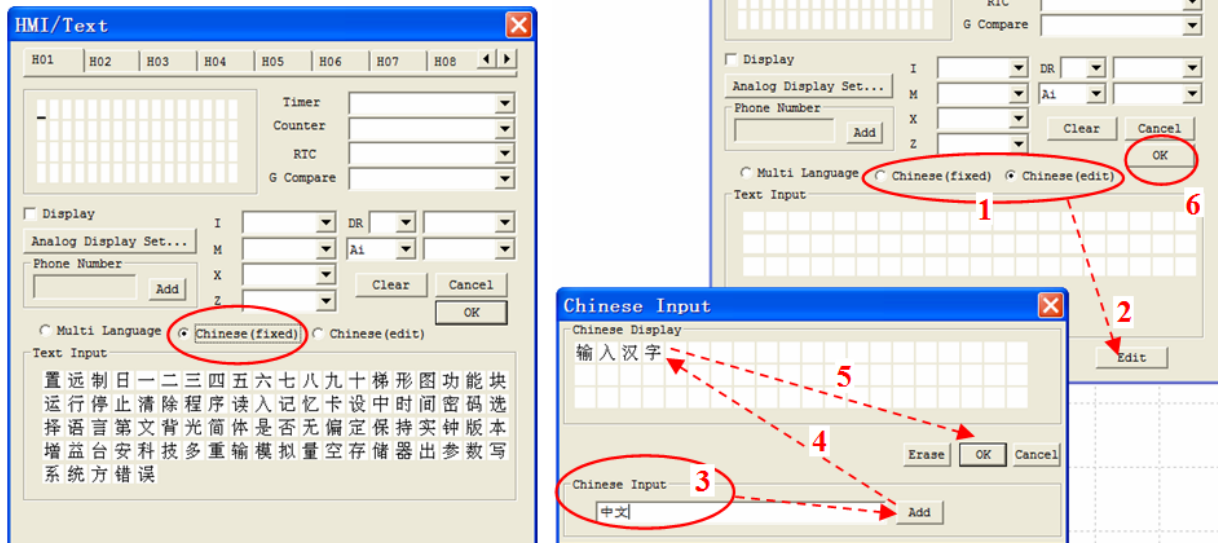 HMI/Text
H01 H02 H03 H04 H05 H06 H07 H08
Timer
Counter
RTC
G Compare
Display
Analog Display Set...
Phone Number
Add
I
M
X
Z
DR
Ai
Clear
Cancel
OK
Multi Language Chinese(fixed) Chinese(edit)
Text Input
置远制日一二三四五六七八九十梯形图功能块
运行停止清除程序读入记忆卡设中时间密码选
择语言第文背光简体是否无偏定保持实钟版本
增益台安科技多重输模拟量空存储器出参数写
系统方错误
RTC
G Compare
Display
Analog Display Set...
Phone Number
Add
I
M
X
Z
DR
Ai
Clear
Cancel
OK
6
Multi Language Chinese(fixed) Chinese(edit)
1
Text Input
2
Edit
Chinese Input
Chinese Display
输入汉字
5
4
Erase OK Cancel
Chinese Input
3
中文
Add